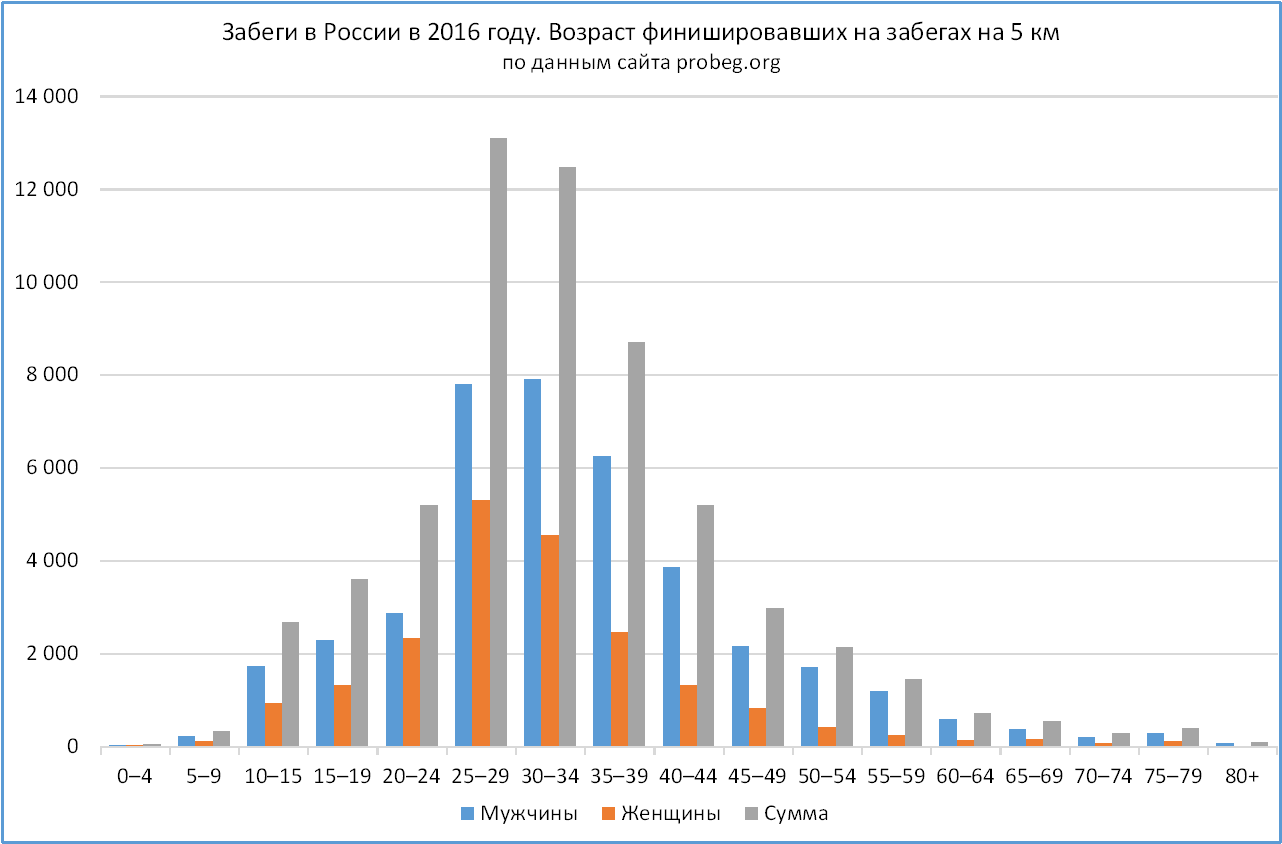 Забеги в России в 2016 году. Возраст финишировавших на забегах на 5 км
по данным сайта probeg.org
14 000
12 000
10 000
8 000
6 000
4 000
2 000
0
0–4 5–9 10–15 15–19 20–24 25–29 30–34 35–39 40–44 45–49 50–54 55–59 60–64 65–69 70–74 75–79 80+
Мужчины Женщины Сумма